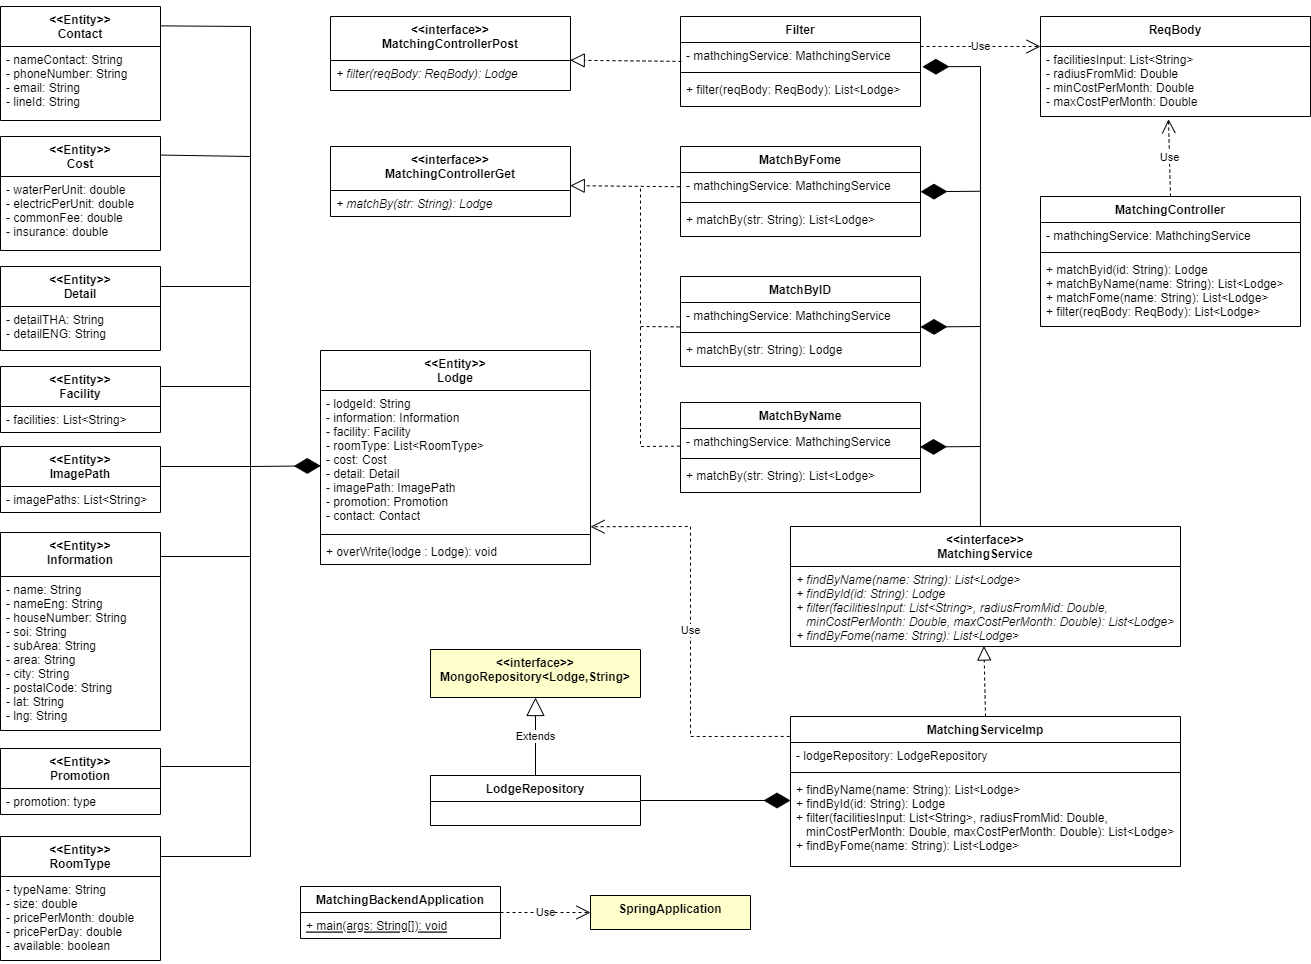 <<Entity>>
Contact
- nameContact: String
- phoneNumber: String
- email: String
- lineId: String
<<Entity>>
Cost
- waterPerUnit: double
- electricPerUnit: double
- commonFee: double
- insurance: double
<<Entity>>
Detail
- detailTHA: String
- detailENG: String
<<Entity>>
Facility
- facilities: List<String>
<<Entity>>
ImagePath
- imagePaths: List<String>
<<Entity>>
Information
- name: String
- nameEng: String
- houseNumber: String
- soi: String
- subArea: String
- area: String
- city: String
- postalCode: String
- lat: String
- lng: String
<<Entity>>
Promotion
- promotion: type
<<Entity>>
RoomType
- typeName: String
- size: double
- pricePerMonth: double
- pricePerDay: double
- available: boolean
<<interface>>
MatchingControllerPost
+ filter(reqBody: ReqBody): Lodge
<<interface>>
MatchingControllerGet
+ matchBy(str: String): Lodge
<<Entity>>
Lodge
- lodgeId: String
- information: Information
- facility: Facility
- roomType: List<RoomType>
- cost: Cost
- detail: Detail
- imagePath: ImagePath
- promotion: Promotion
- contact: Contact
+ overWrite(lodge : Lodge): void
<<interface>>
MongoRepository<Lodge,String>
Extends
LodgeRepository
MatchingBackendApplication
+ main(args: String[]): void
Use
SpringApplication
Filter
- mathchingService: MathchingService
+ filter(reqBody: ReqBody): List<Lodge>
Use
MatchByFome
- mathchingService: MathchingService
+ matchBy(str: String): List<Lodge>
MatchByID
- mathchingService: MathchingService
+ matchBy(str: String): Lodge
MatchByName
- mathchingService: MathchingService
+ matchBy(str: String): List<Lodge>
ReqBody
- facilitiesInput: List<String>
- radiusFromMid: Double
- minCostPerMonth: Double
- maxCostPerMonth: Double
Use
MatchingController
- mathchingService: MathchingService
+ matchByid(id: String): Lodge
+ matchByName(name: String): List<Lodge>
+ matchFome(name: String): List<Lodge>
+ filter(reqBody: ReqBody): List<Lodge>
<<interface>>
MatchingService
+ findByName(name: String): List<Lodge>
+ findById(id: String): Lodge
+ filter(facilitiesInput: List<String>, radiusFromMid: Double,
minCostPerMonth: Double, maxCostPerMonth: Double): List<Lodge>
+ findByFome(name: String): List<Lodge>
Use
MatchingServiceImp
- lodgeRepository: LodgeRepository
+ findByName(name: String): List<Lodge>
+ findById(id: String): Lodge
+ filter(facilitiesInput: List<String>, radiusFromMid: Double,
minCostPerMonth: Double, maxCostPerMonth: Double): List<Lodge>
+ findByFome(name: String): List<Lodge>